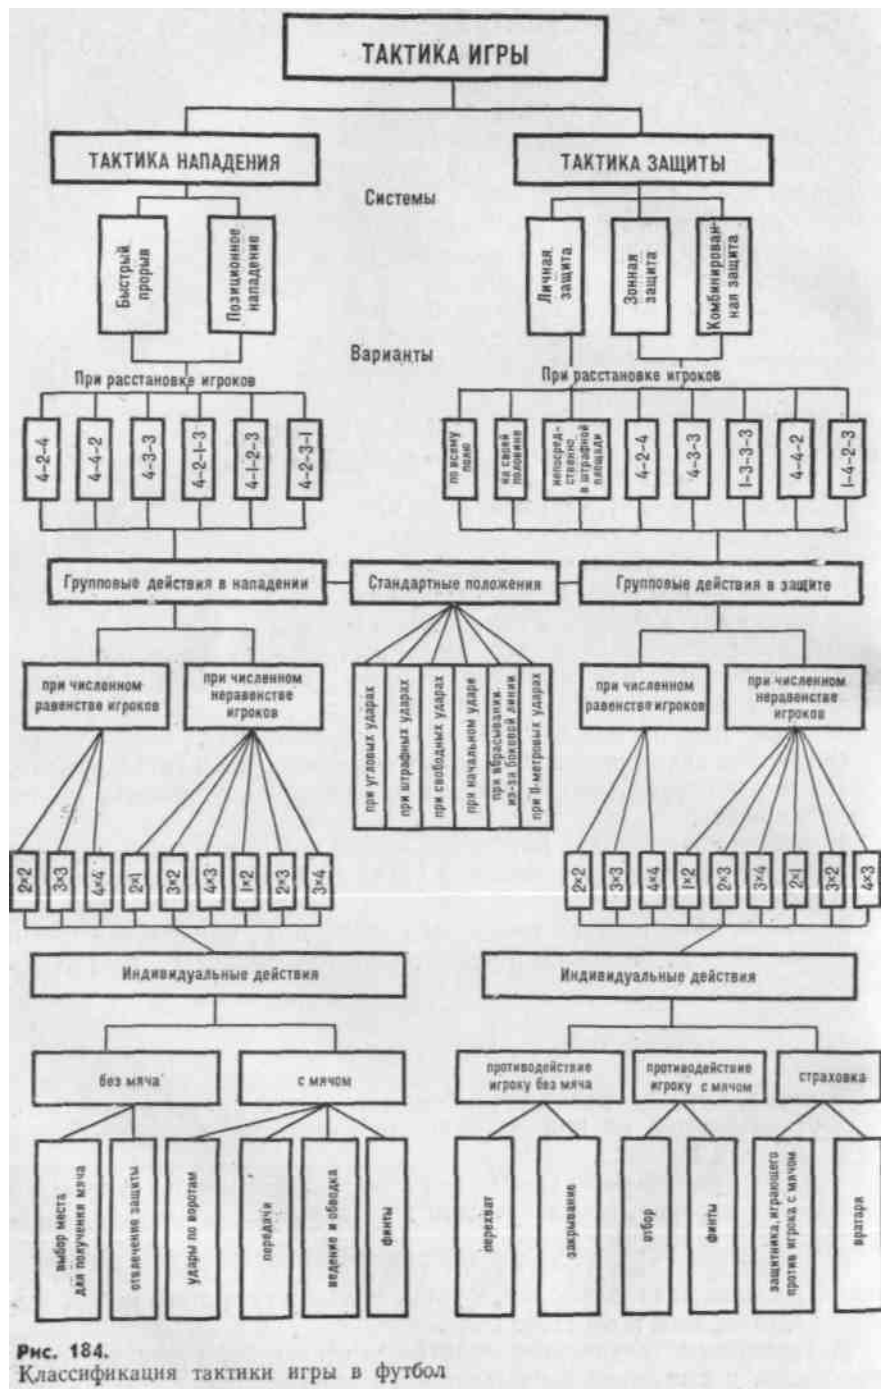 ТАКТИКА ИГРЫ
ТАКТИКА НАПАДЕНИЯ
ТАКТИКА ЗАЩИТЫ
Системы
Быстрый
прорыв
Позиционное
нападение
Личная
защита
Зонная
защита
Комбинирован-
ная защита
Варианты
При расстановке игроков
При расстановке игроков
4-2-4
4-4-2
4-3-3
4-2-1-3
4-1-2-3
4-2-3-1
по всему
полю
на своей
половине
непосред-
ственно
в штрафной
площади
4-2-4
4-3-3
1-3-3-3
4-4-2
1-4-2-3
Групповые действия в нападении
Стандартные положения
Групповые действия в защите
при численном
равенстве игроков
при численном
неравенстве
игроков
при угловых ударах
при штрафных ударах
при свободных ударах
при начальном ударе
при вбрасывании
из-за боковой линии
при 11-метровых ударах
при численном
равенстве игроков
при численном
неравенстве
игроков
2×2
3×3
4×4
2×1
3×2
4×3
1×2
2×3
3×4
2×2
3×3
4×4
1×2
2×3
3×4
2×1
3×2
4×3
Индивидуальные действия
Индивидуальные действия
без мяча
с мячом
противодействие
игроку без мяча
противодействие
игроку с мячом
страховка
выбор места
для получения мяча
отвлечение защиты
удары по воротам
передачи
ведение и обводка
финты
перехват
закрывание
отбор
финты
защитника, играющего
против игрока с мячом
вратаря
Рис. 184.
Классификация тактики игры в футбол